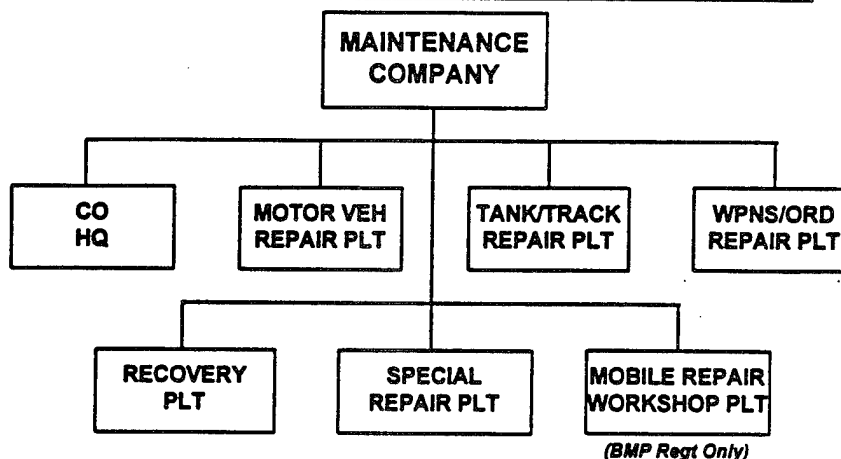 MAINTENANCE
COMPANY
CO
HQ
MOTOR VEH
REPAIR PLT
TANK/TRACK
REPAIR PLT
WPNS/ORD
REPAIR PLT
RECOVERY
PLT
SPECIAL
REPAIR PLT
MOBILE REPAIR
WORKSHOP PLT
(BMP Regt Only)